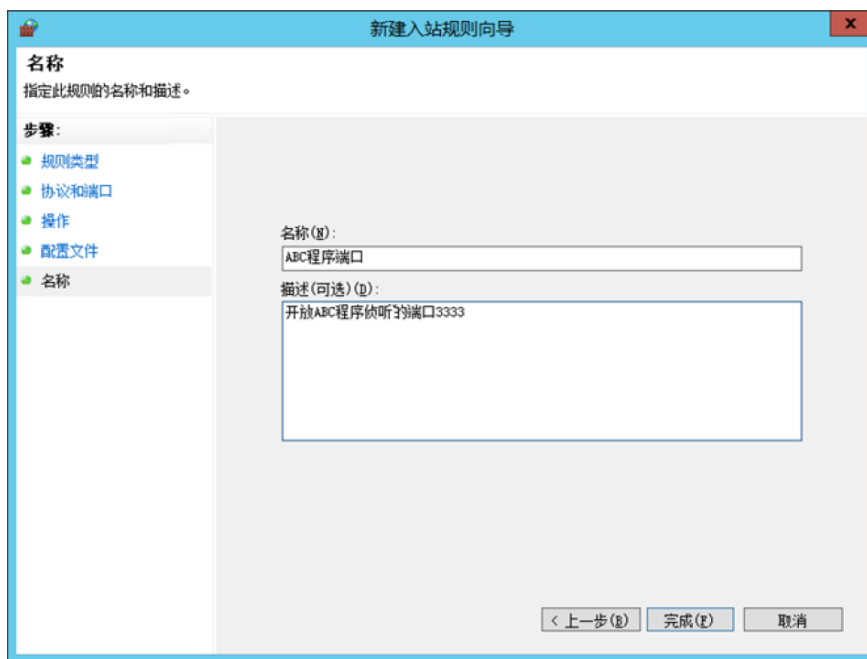 新建入站规则向导
x
名称
指定此规则的名称和描述。
步骤:
规则类型
协议和端口
操作
配置文件
名称
名称(N):
ABC程序端口
描述(可选)(D):
开放ABC程序侦听的端口3333
< 上一步(B)
完成(F)
取消